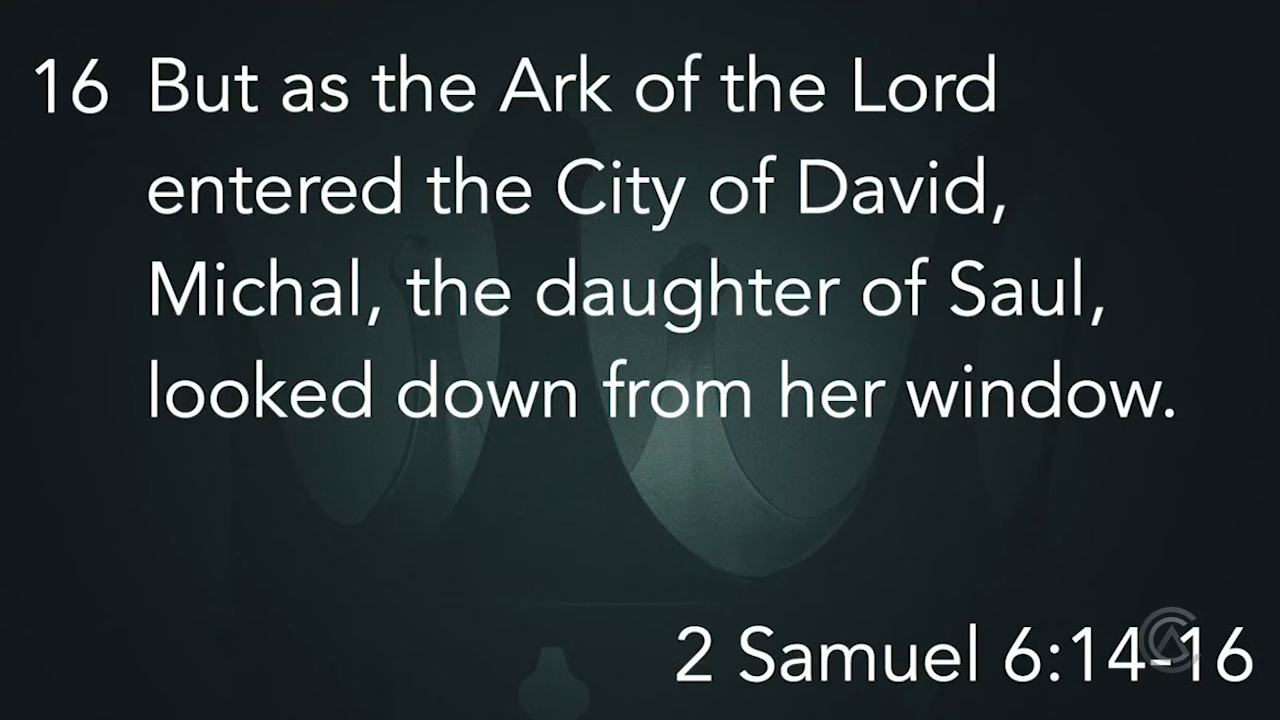 16 But as the Ark of the Lord
entered the City of David,
Michal, the daughter of Saul,
looked down from her window.
2 Samuel 6:14-16